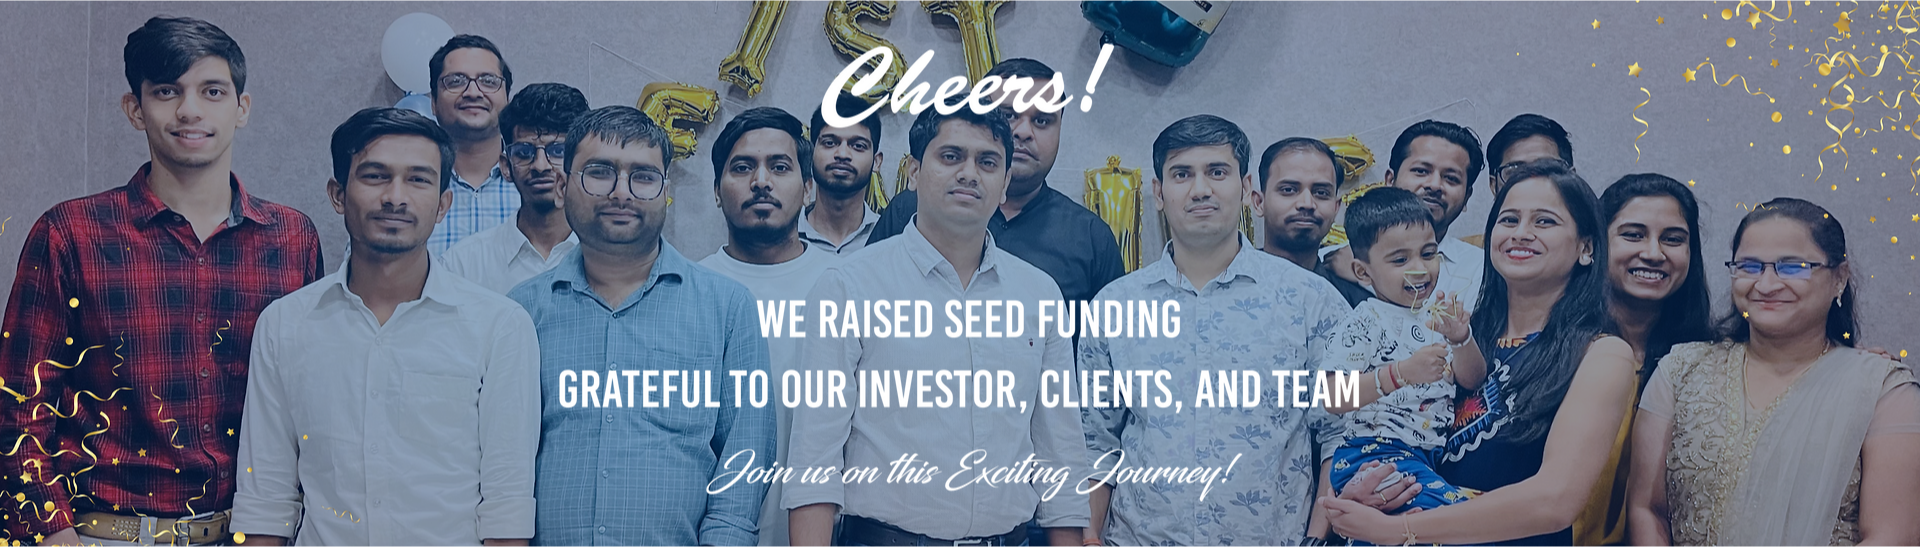 Cheers!
WE RAISED SEED FUNDING
GRATEFUL TO OUR INVESTOR, CLIENTS, AND TEAM
Join us on this Exciting Journey!